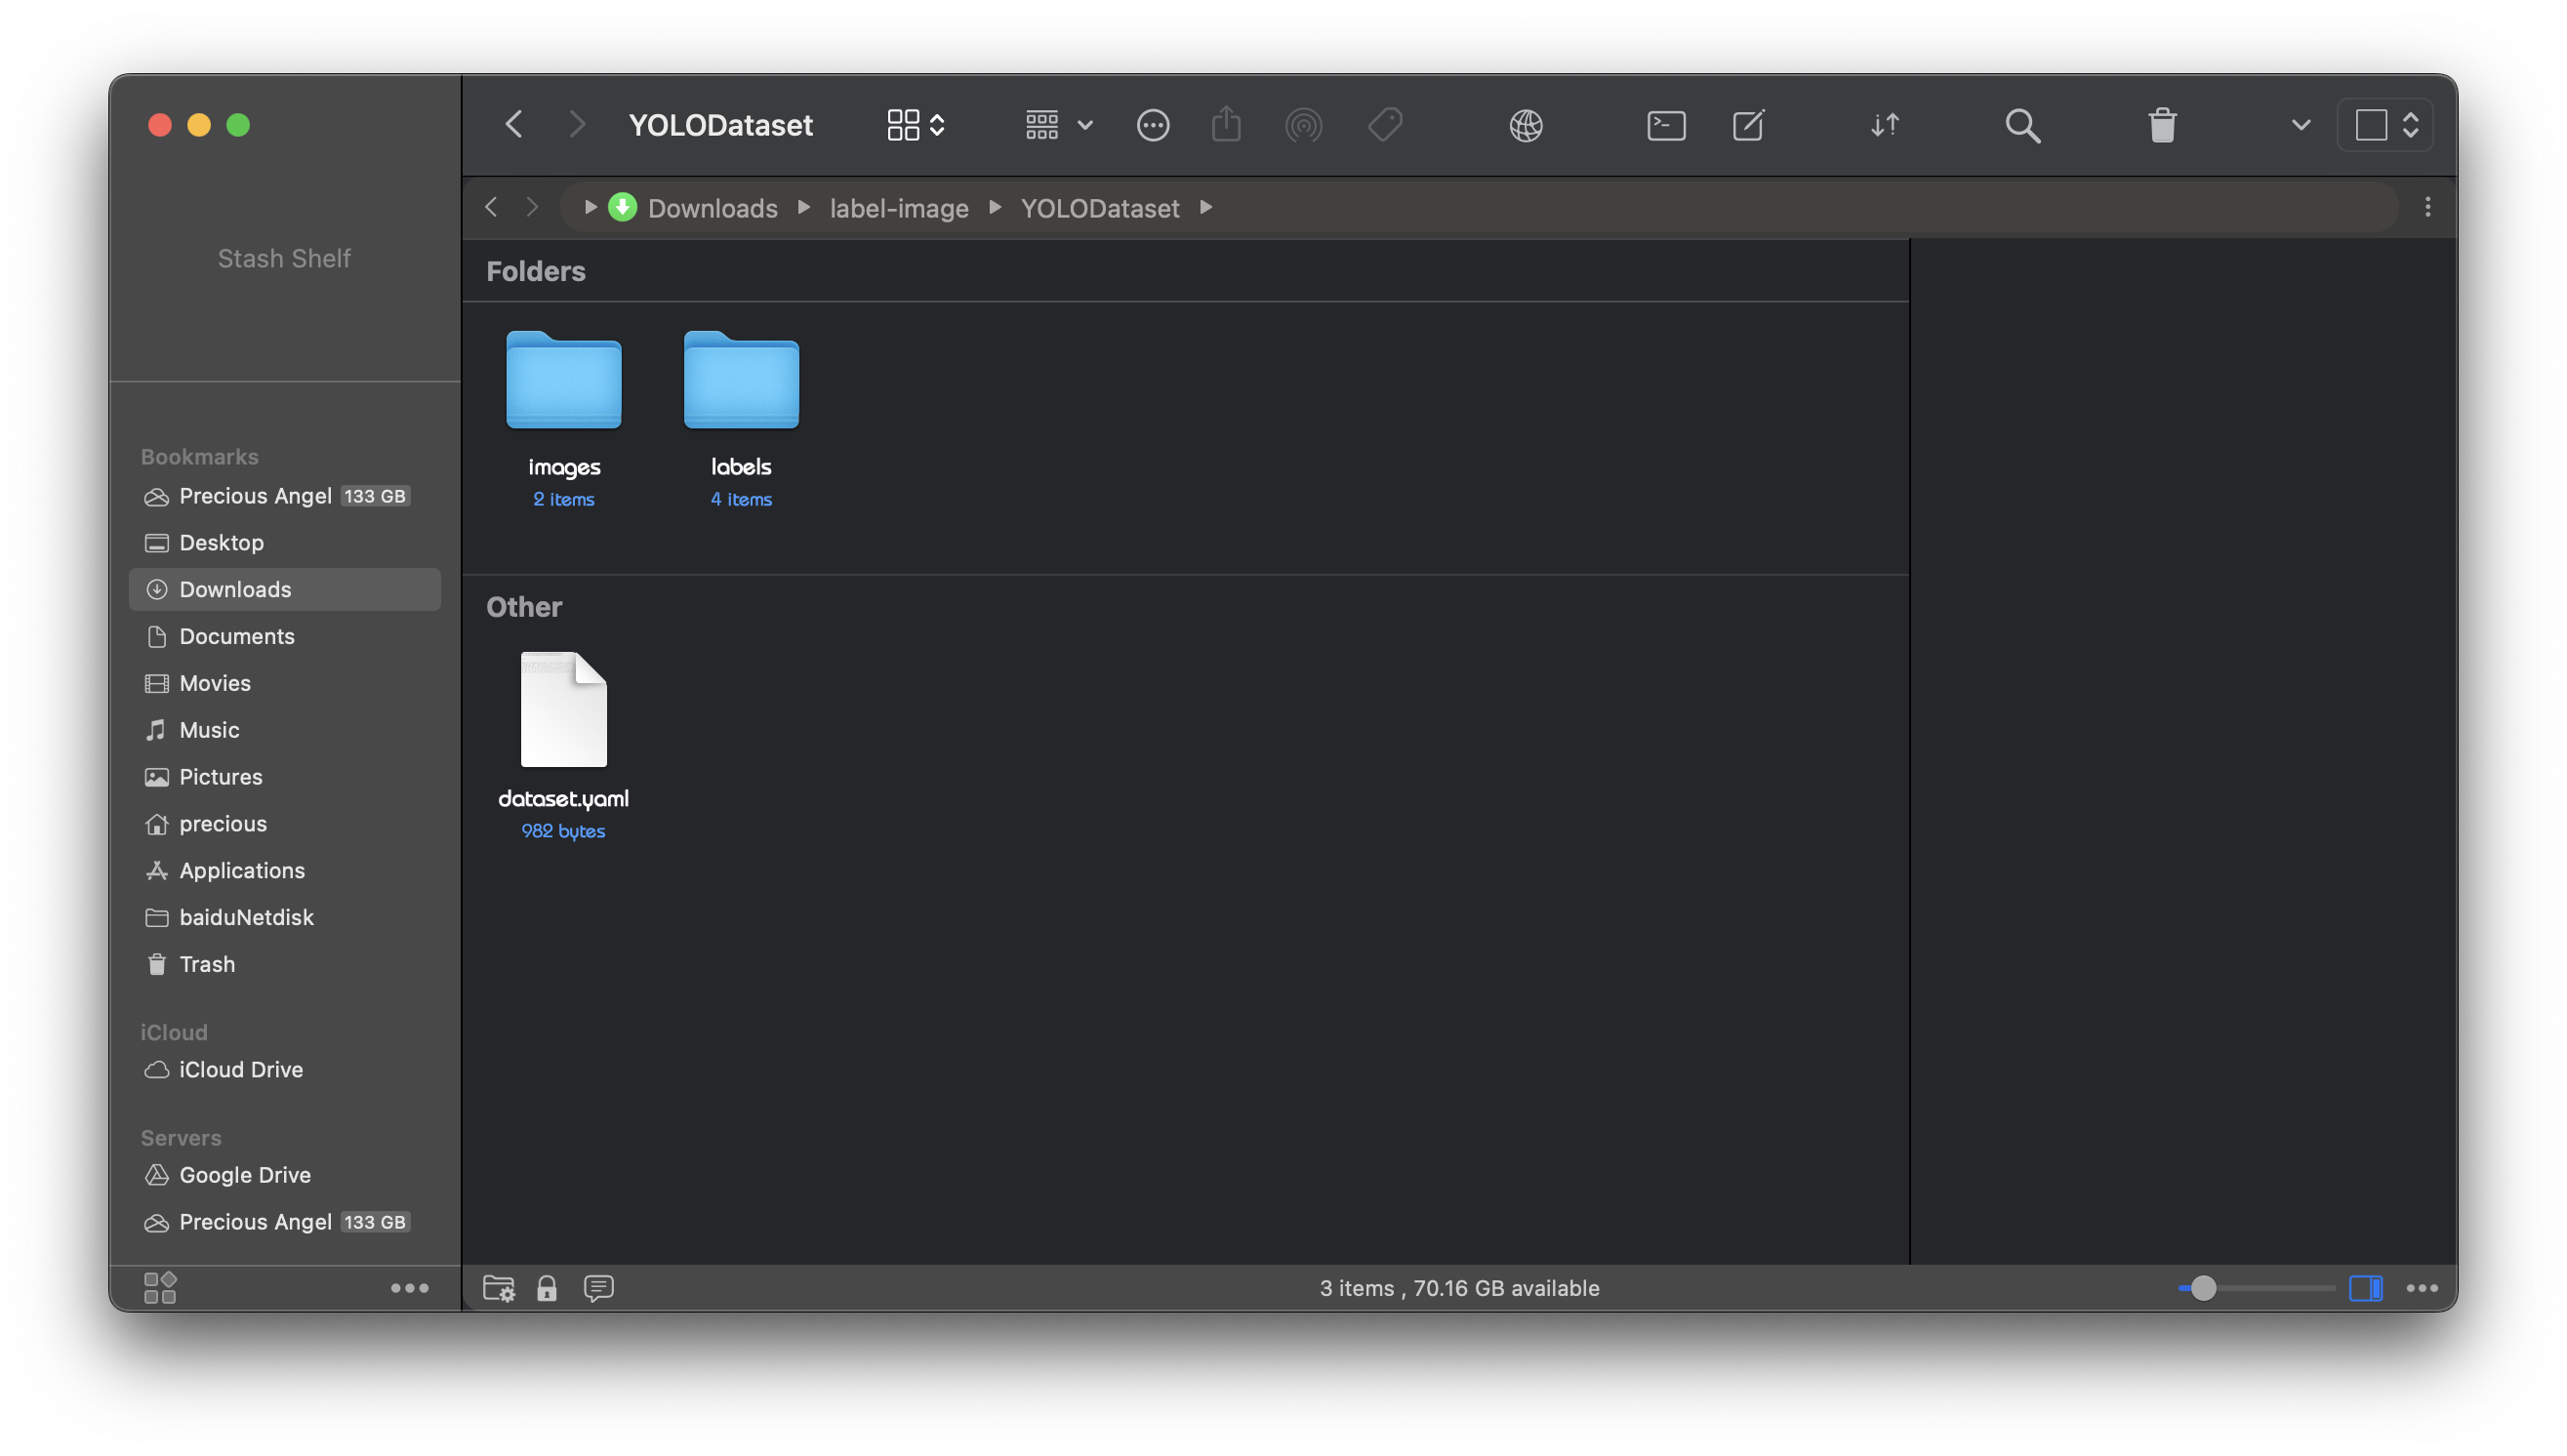 YOLODataset
Stash Shelf
Bookmarks
Precious Angel 133 GB
Desktop
Downloads
Documents
Movies
Music
Pictures
precious
Applications
baiduNetdisk
Trash
iCloud
iCloud Drive
Servers
Google Drive
Precious Angel 133 GB
Downloads label-image YOLODataset
Folders
images labels
2 items 4 items
Other
dataset.yaml
982 bytes
3 items , 70.16 GB available